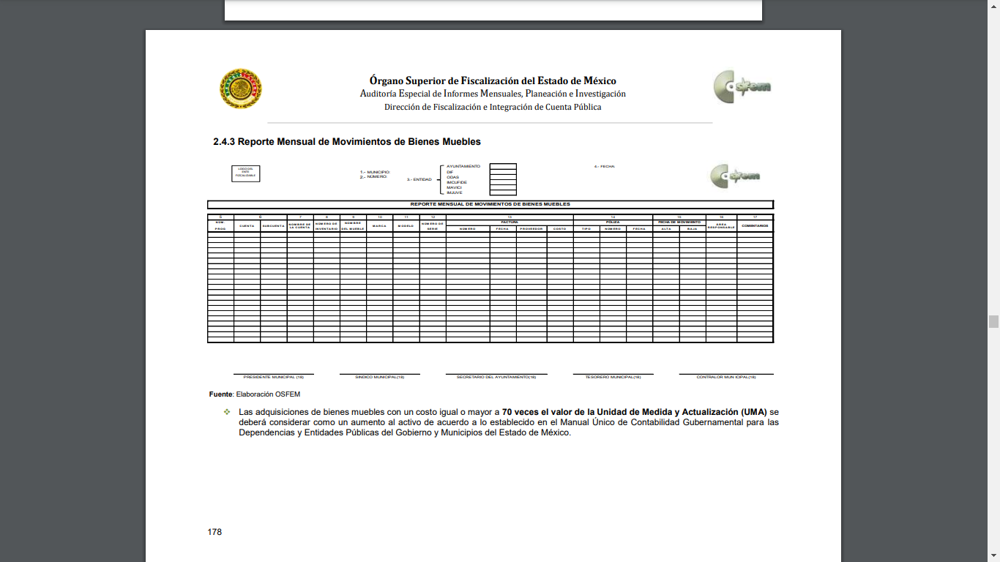 Órgano Superior de Fiscalización del Estado de México
Auditoría Especial de Informes Mensuales, Planeación e Investigación
Dirección de Fiscalización e Integración de Cuenta Pública
osfem
2.4.3 Reporte Mensual de Movimientos de Bienes Muebles
LOGO DEL
ENTE
FISCALIZABLE
1.- MUNICIPIO:
2.- NÚMERO:
3.- ENTIDAD
AYUNTAMIENTO
DIF
ODAS
IMCUFIDE
MAVICI
IMJUVE
4.- FECHA:
osfem
REPORTE MENSUAL DE MOVIMIENTOS DE BIENES MUEBLES
5 6 7 8 9 10 11 12 13 14 15 16 17
NÚM. PROG CUENTA SUBCUENTA NOMBRE DE LA CUENTA NÚMERO DE INVENTARIO NOMBRE DEL MUEBLE MARCA MODELO NÚMERO DE SERIE FACTURA PÓLIZA FECHA DE MOVIMIENTO AREA RESPONSABLE COMENTARIOS
NÚMERO FECHA PROVEEDOR COSTO TIPO NÚMERO FECHA ALTA BAJA
PRESIDENTE MUNICIPAL (18) SINDICO MUNICIPAL(18) SECRETARIO DEL AYUNTAMIENTO(18) TESORERO MUNICIPAL(18) CONTRALOR MUN ICIPAL(18)
Fuente: Elaboración OSFEM
Las adquisiciones de bienes muebles con un costo igual o mayor a 70 veces el valor de la Unidad de Medida y Actualización (UMA) se
deberá considerar como un aumento al activo de acuerdo a lo establecido en el Manual Único de Contabilidad Gubernamental para las
Dependencias y Entidades Públicas del Gobierno y Municipios del Estado de México.
178